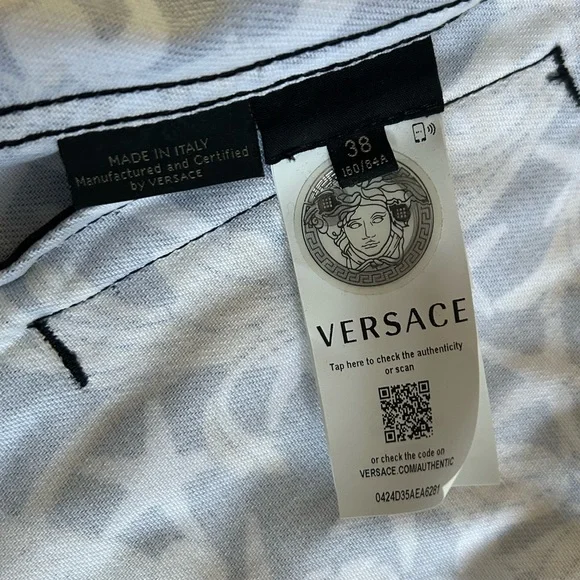 MADE IN ITALY
Manufactured and Certified
by VERSACE
38
160/84A
VERSACE
Tap here to check the authenticity
or scan
or check the code on
VERSACE.COM/AUTHENTIC
0424D35AEA6281